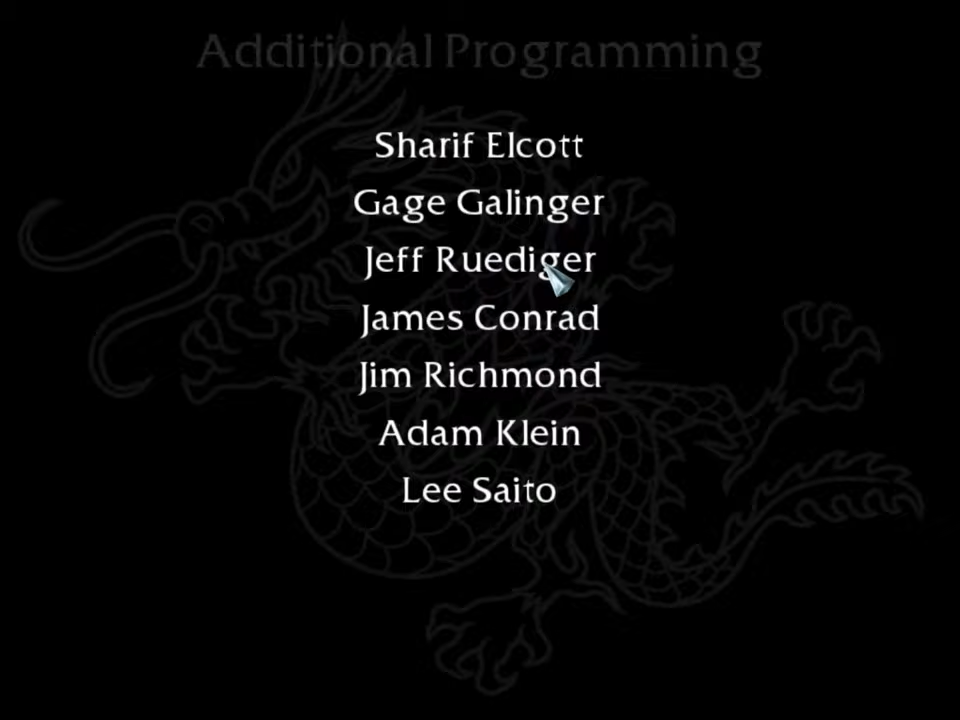 Additional Programming
Sharif Elcott
Gage Galinger
Jeff Ruediger
James Conrad
Jim Richmond
Adam Klein
Lee Saito